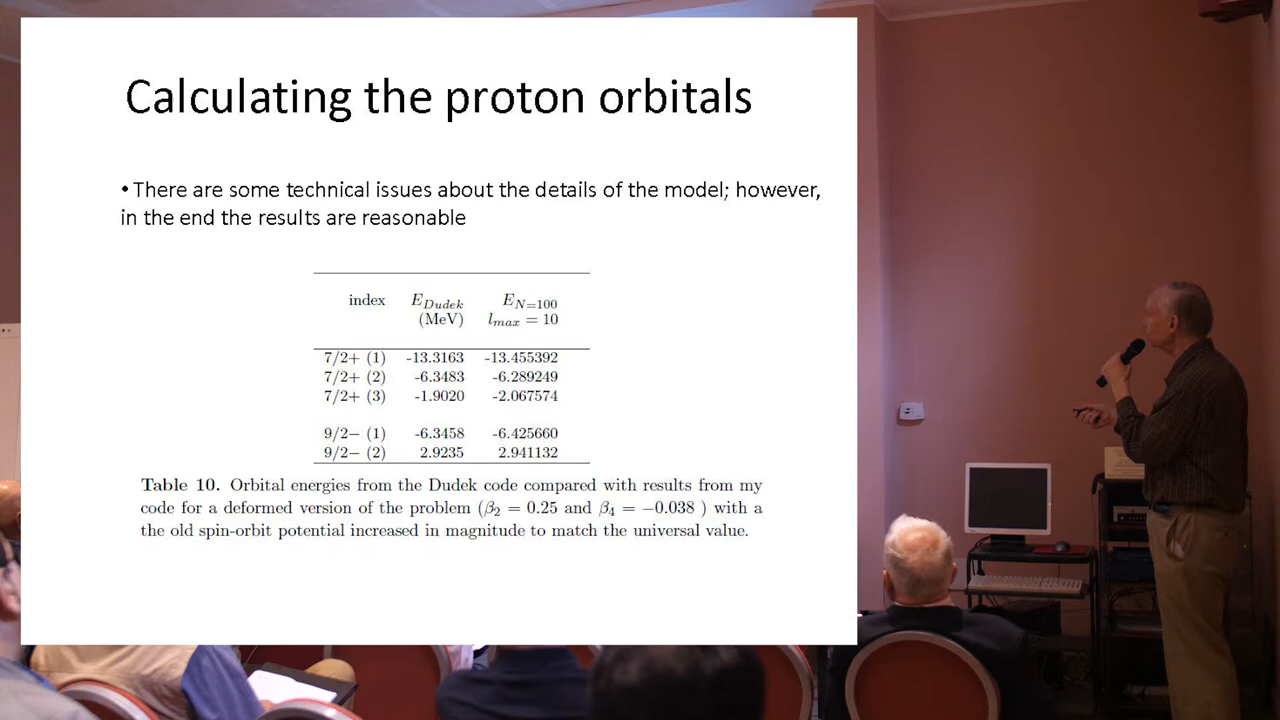 Calculating the proton orbitals
• There are some technical issues about the details of the model; however,
in the end the results are reasonable
index E_Dudek E_N=100
(MeV) l_max = 10
7/2+ (1) -13.3163 -13.455392
7/2+ (2) -6.3483 -6.289249
7/2+ (3) -1.9020 -2.067574
9/2− (1) -6.3458 -6.425660
9/2− (2) 2.9235 2.941132
Table 10. Orbital energies from the Dudek code compared with results from my
code for a deformed version of the problem (β₂ = 0.25 and β₄ = −0.038 ) with a
the old spin-orbit potential increased in magnitude to match the universal value.